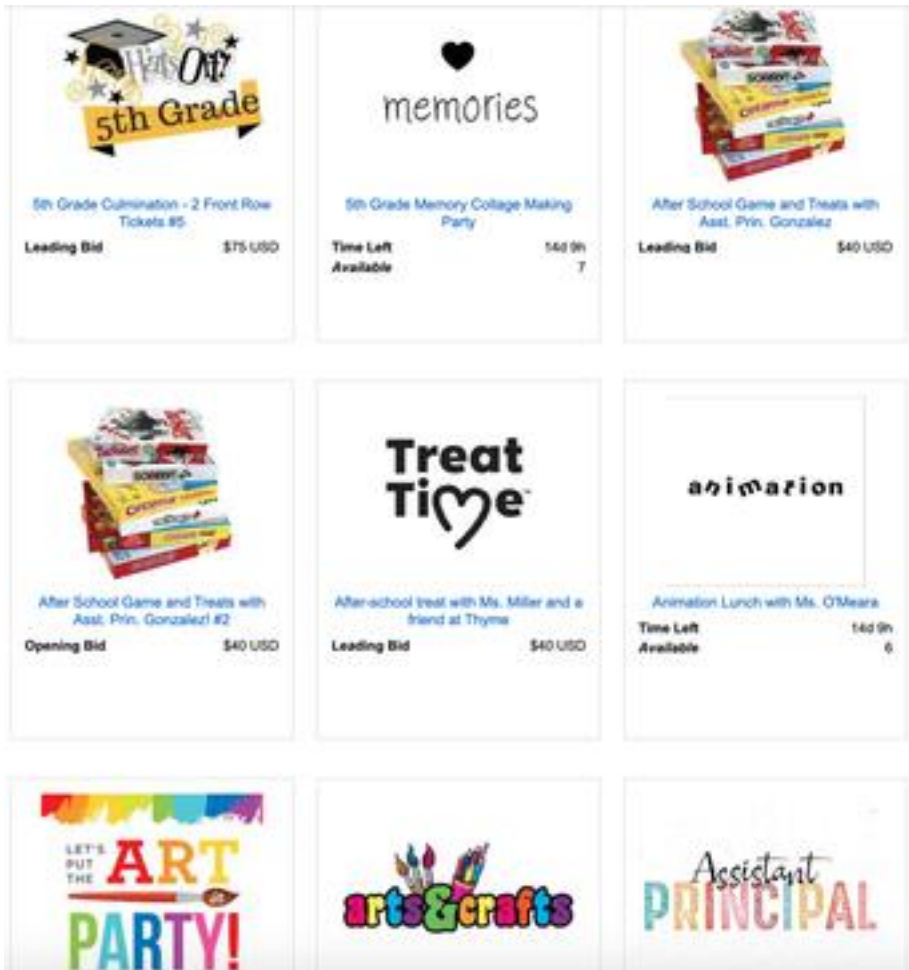 Hats Off!
5th Grade
memories
SORRY!
5th Grade Culmination - 2 Front Row
Tickets #5
Leading Bid $75 USD
5th Grade Memory Collage Making
Party
Time Left 14d 9h
Available 7
After School Game and Treats with
Asst. Prin. Gonzalez
Leading Bid $40 USD
SORRY!
Treat
Time
animation
After School Game and Treats with
Asst. Prin. Gonzalez! #2
Opening Bid $40 USD
After-school treat with Ms. Miller and a
friend at Thyme
Leading Bid $40 USD
Animation Lunch with Ms. O'Meara
Time Left 14d 9h
Available 6
LET'S
PUT
THE
ART
PARTY!
arts&crafts
Assistant
PRINCIPAL